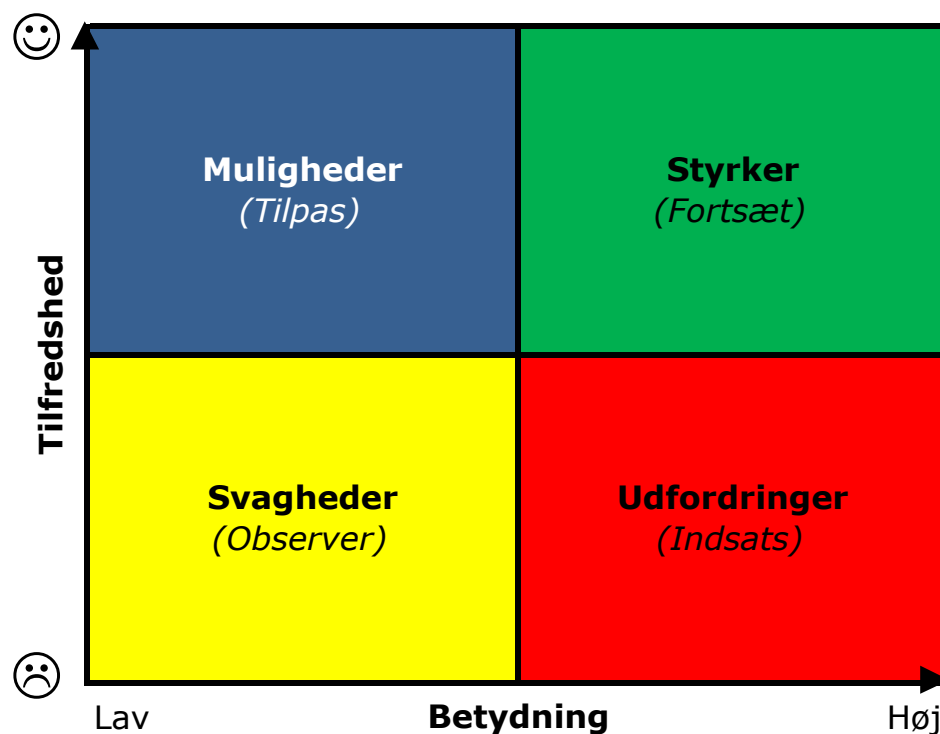 Muligheder
(Tilpas)
Styrker
(Fortsæt)
Tilfredshed
Svagheder
(Observer)
Udfordringer
(Indsats)
Lav
Betydning
Høj